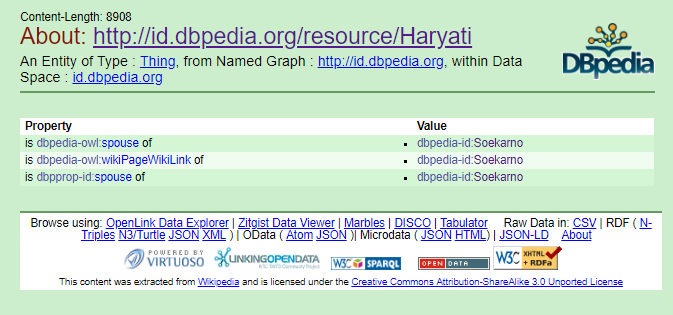 Content-Length: 8908
About: http://id.dbpedia.org/resource/Haryati
DBpedia
An Entity of Type : Thing, from Named Graph : http://id.dbpedia.org, within Data
Space : id.dbpedia.org
Property Value
is dbpedia-owl:spouse of dbpedia-id:Soekarno
is dbpedia-owl:wikiPageWikiLink of dbpedia-id:Soekarno
is dbpprop-id:spouse of dbpedia-id:Soekarno
Browse using: OpenLink Data Explorer | Zitgist Data Viewer | Marbles | DISCO | Tabulator Raw Data in: CSV | RDF ( N-
Triples N3/Turtle JSON XML ) | OData ( Atom JSON )| Microdata ( JSON HTML) | JSON-LD About
POWERED BY VIRTUOSO LINKINGOPENDATA W3C SPARQL OPEN DATA W3C XHTML + RDFa
This content was extracted from Wikipedia and is licensed under the Creative Commons Attribution-ShareAlike 3.0 Unported License